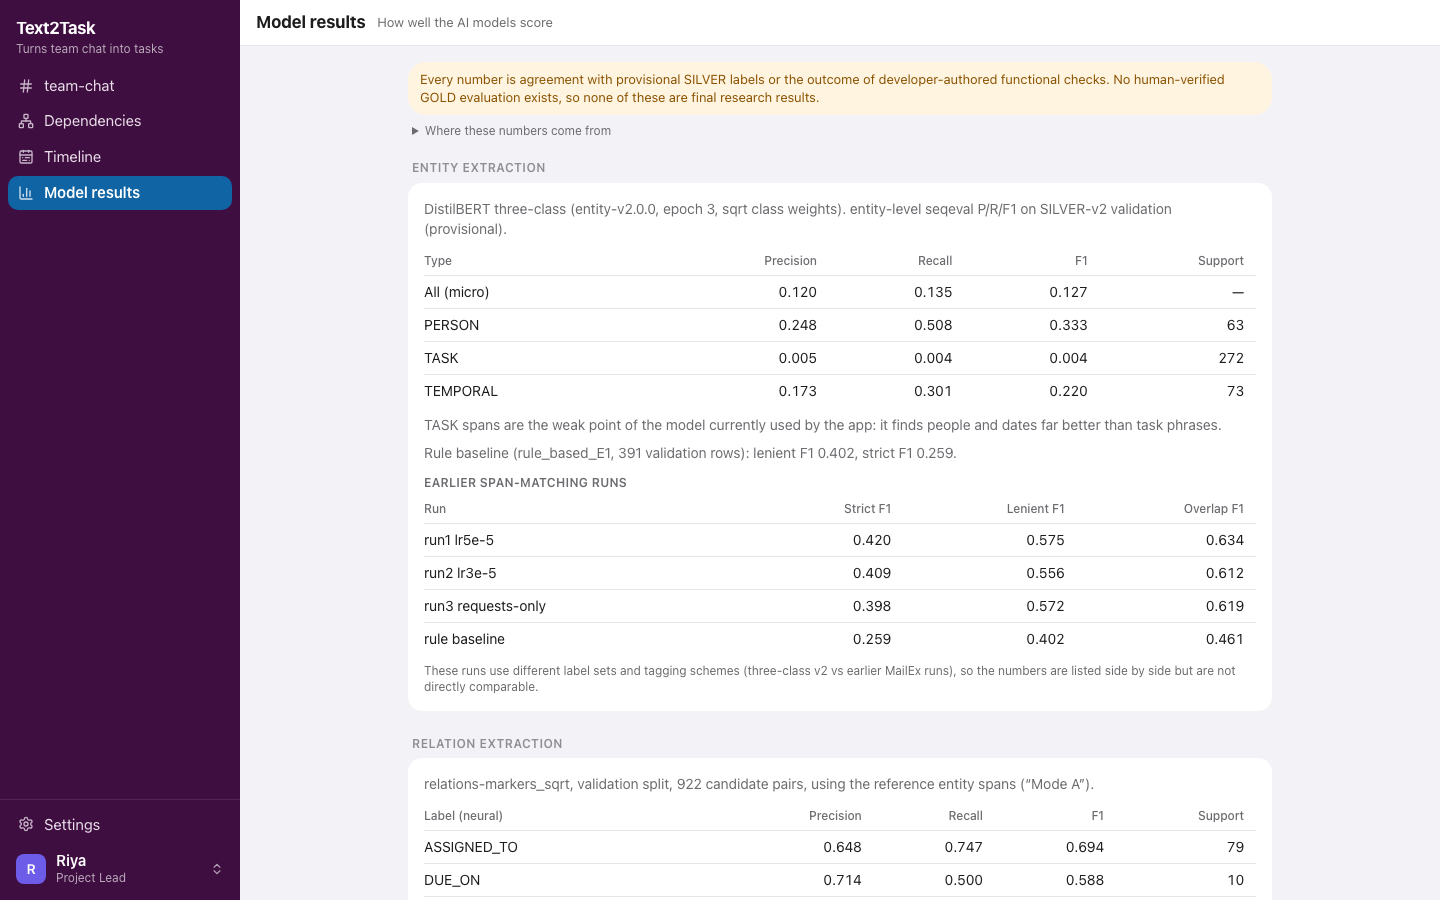 Text2Task
Turns team chat into tasks
team-chat
Dependencies
Timeline
Model results
Settings
R
Riya
Project Lead
Model results How well the AI models score
Every number is agreement with provisional SILVER labels or the outcome of developer-authored functional checks. No human-verified
GOLD evaluation exists, so none of these are final research results.
Where these numbers come from
ENTITY EXTRACTION
DistilBERT three-class (entity-v2.0.0, epoch 3, sqrt class weights). entity-level seqeval P/R/F1 on SILVER-v2 validation
(provisional).
Type Precision Recall F1 Support
All (micro) 0.120 0.135 0.127 —
PERSON 0.248 0.508 0.333 63
TASK 0.005 0.004 0.004 272
TEMPORAL 0.173 0.301 0.220 73
TASK spans are the weak point of the model currently used by the app: it finds people and dates far better than task phrases.
Rule baseline (rule_based_E1, 391 validation rows): lenient F1 0.402, strict F1 0.259.
EARLIER SPAN-MATCHING RUNS
Run Strict F1 Lenient F1 Overlap F1
run1 lr5e-5 0.420 0.575 0.634
run2 lr3e-5 0.409 0.556 0.612
run3 requests-only 0.398 0.572 0.619
rule baseline 0.259 0.402 0.461
These runs use different label sets and tagging schemes (three-class v2 vs earlier MailEx runs), so the numbers are listed side by side but are not
directly comparable.
RELATION EXTRACTION
relations-markers_sqrt, validation split, 922 candidate pairs, using the reference entity spans (“Mode A”).
Label (neural) Precision Recall F1 Support
ASSIGNED_TO 0.648 0.747 0.694 79
DUE_ON 0.714 0.500 0.588 10